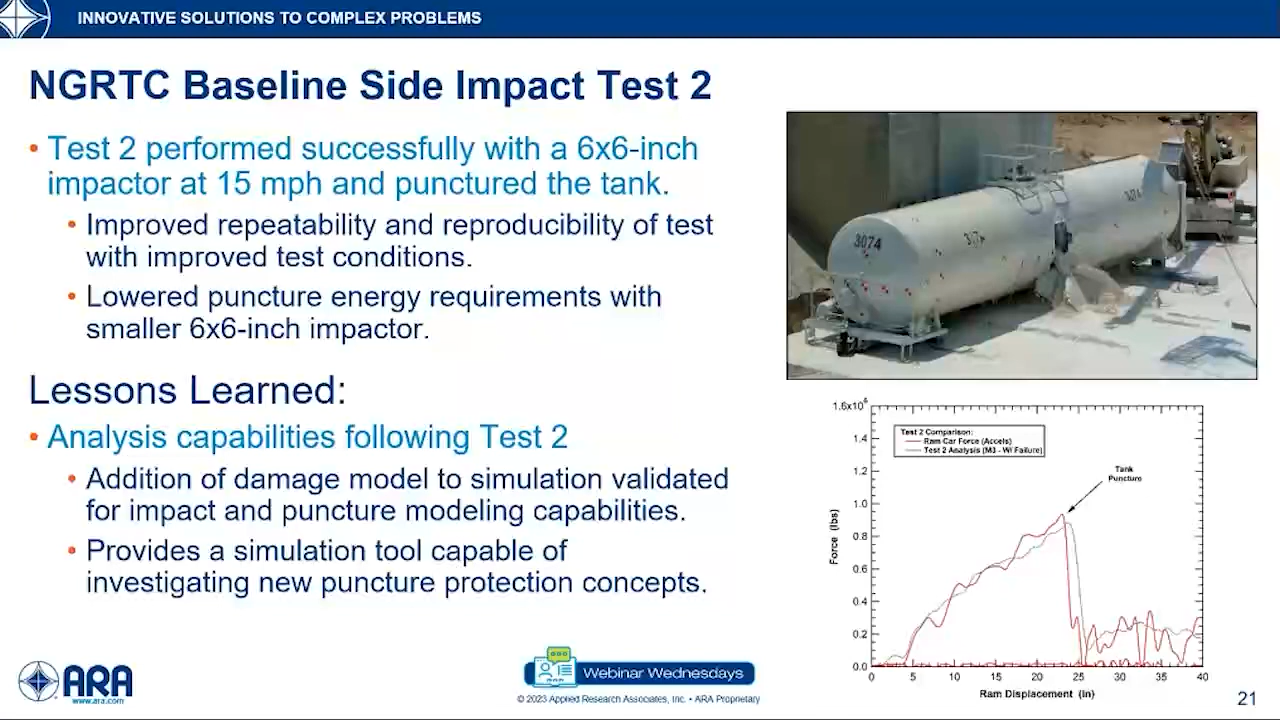 INNOVATIVE SOLUTIONS TO COMPLEX PROBLEMS
NGRTC Baseline Side Impact Test 2
• Test 2 performed successfully with a 6x6-inch
impactor at 15 mph and punctured the tank.
• Improved repeatability and reproducibility of test
with improved test conditions.
• Lowered puncture energy requirements with
smaller 6x6-inch impactor.
Lessons Learned:
• Analysis capabilities following Test 2
• Addition of damage model to simulation validated
for impact and puncture modeling capabilities.
• Provides a simulation tool capable of
investigating new puncture protection concepts.
3074
1.6x10⁶
1.4
1.2
1.0
0.8
0.6
0.4
0.2
0.0
Force (lbs)
Test 2 Comparison:
Ram Car Force (Accels)
Test 2 Analysis (M3 - W/ Failure)
Tank
Puncture
0 5 10 15 20 25 30 35 40
Ram Displacement (in)
ARA
www.ara.com
Webinar Wednesdays
© 2023 Applied Research Associates, Inc. • ARA Proprietary
21